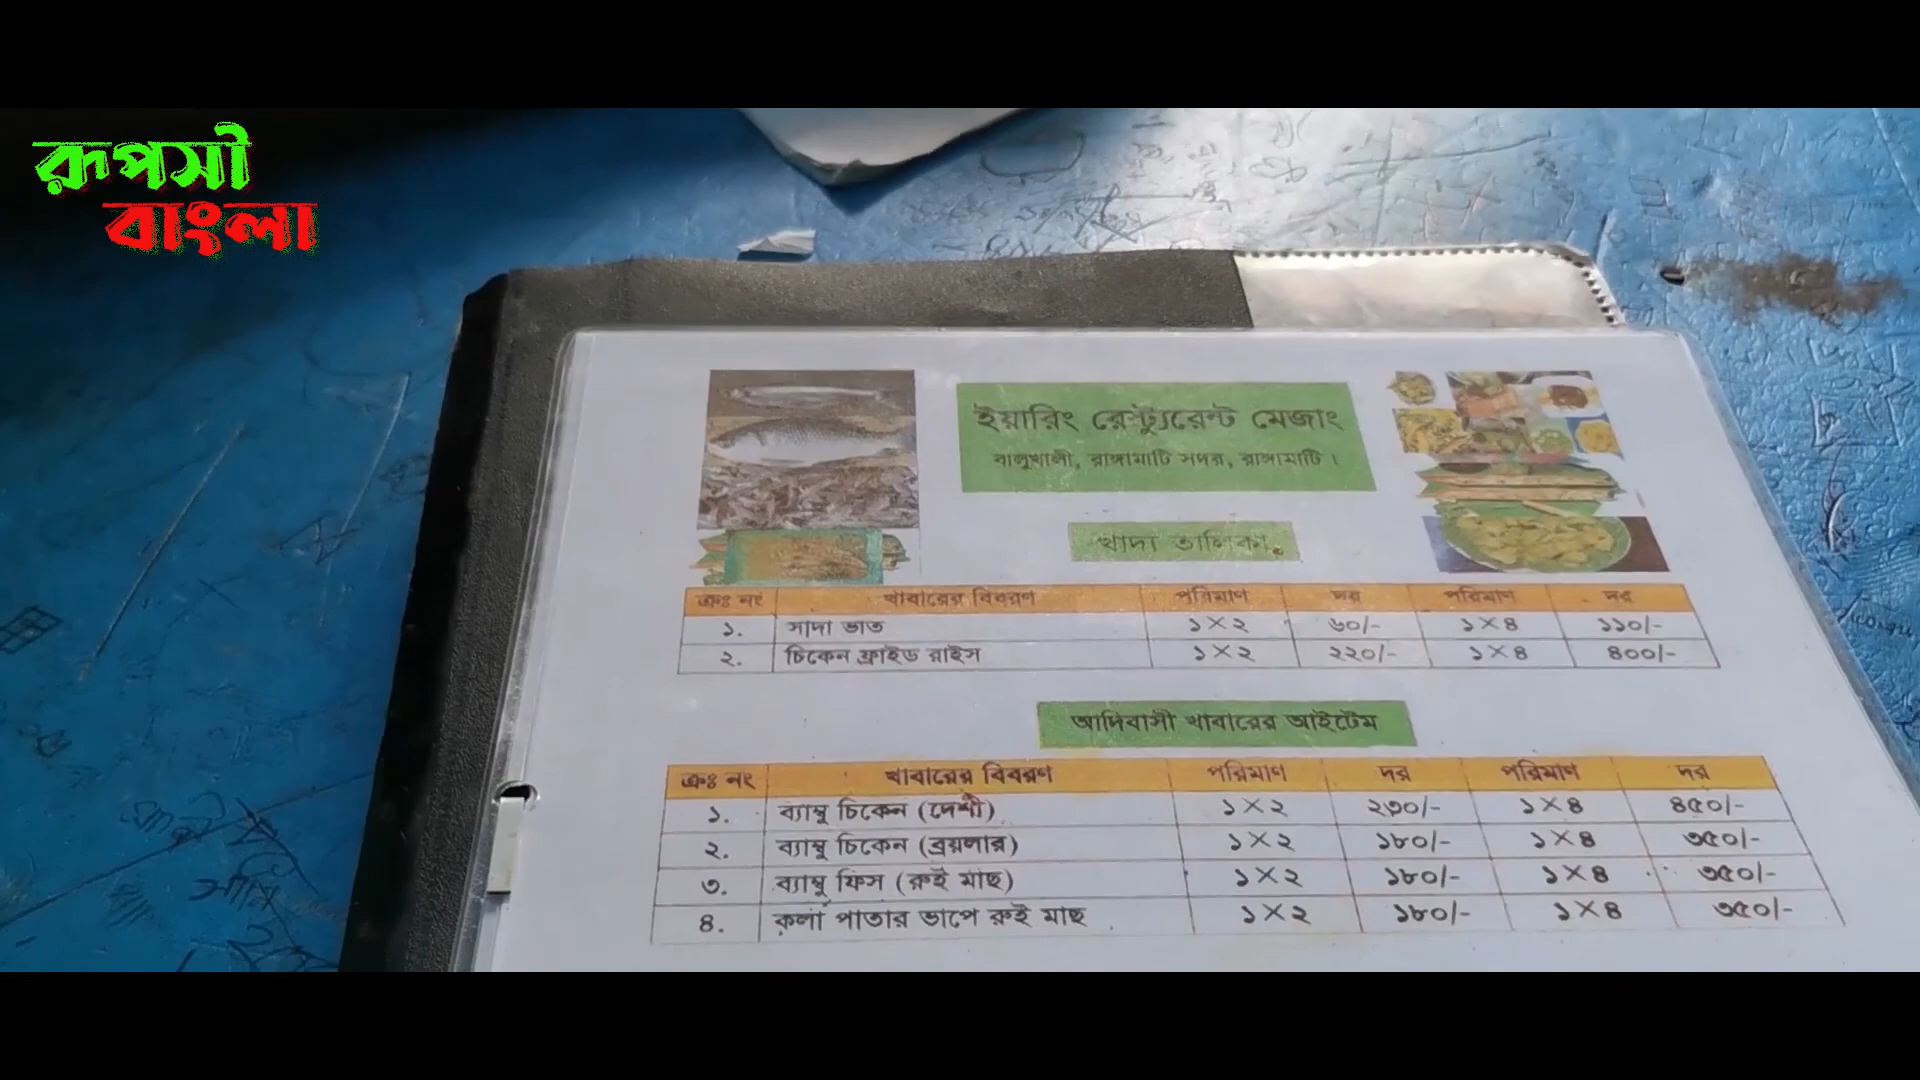 রূপসী
বাংলা
ইয়ারিং রেস্ট্যুরেন্ট মেজাং
বালুখালী, রাঙ্গামাটি সদর, রাঙ্গামাটি।
খাদ্য তালিকা
ক্রঃ নং খাবারের বিবরণ পরিমাণ দর পরিমাণ দর
১. সাদা ভাত ১×২ ৬০/- ১×৪ ১১০/-
২. চিকেন ফ্রাইড রাইস ১×২ ২২০/- ১×৪ ৪০০/-
আদিবাসী খাবারের আইটেম
ক্রঃ নং খাবারের বিবরণ পরিমাণ দর পরিমাণ দর
১. ব্যাম্বু চিকেন (দেশী) ১×২ ২৩০/- ১×৪ ৪৫০/-
২. ব্যাম্বু চিকেন (ব্রয়লার) ১×২ ১৮০/- ১×৪ ৩৫০/-
৩. ব্যাম্বু ফিস (রুই মাছ) ১×২ ১৮০/- ১×৪ ৩৫০/-
৪. কলা পাতার ভাপে রুই মাছ ১×২ ১৮০/- ১×৪ ৩৫০/-